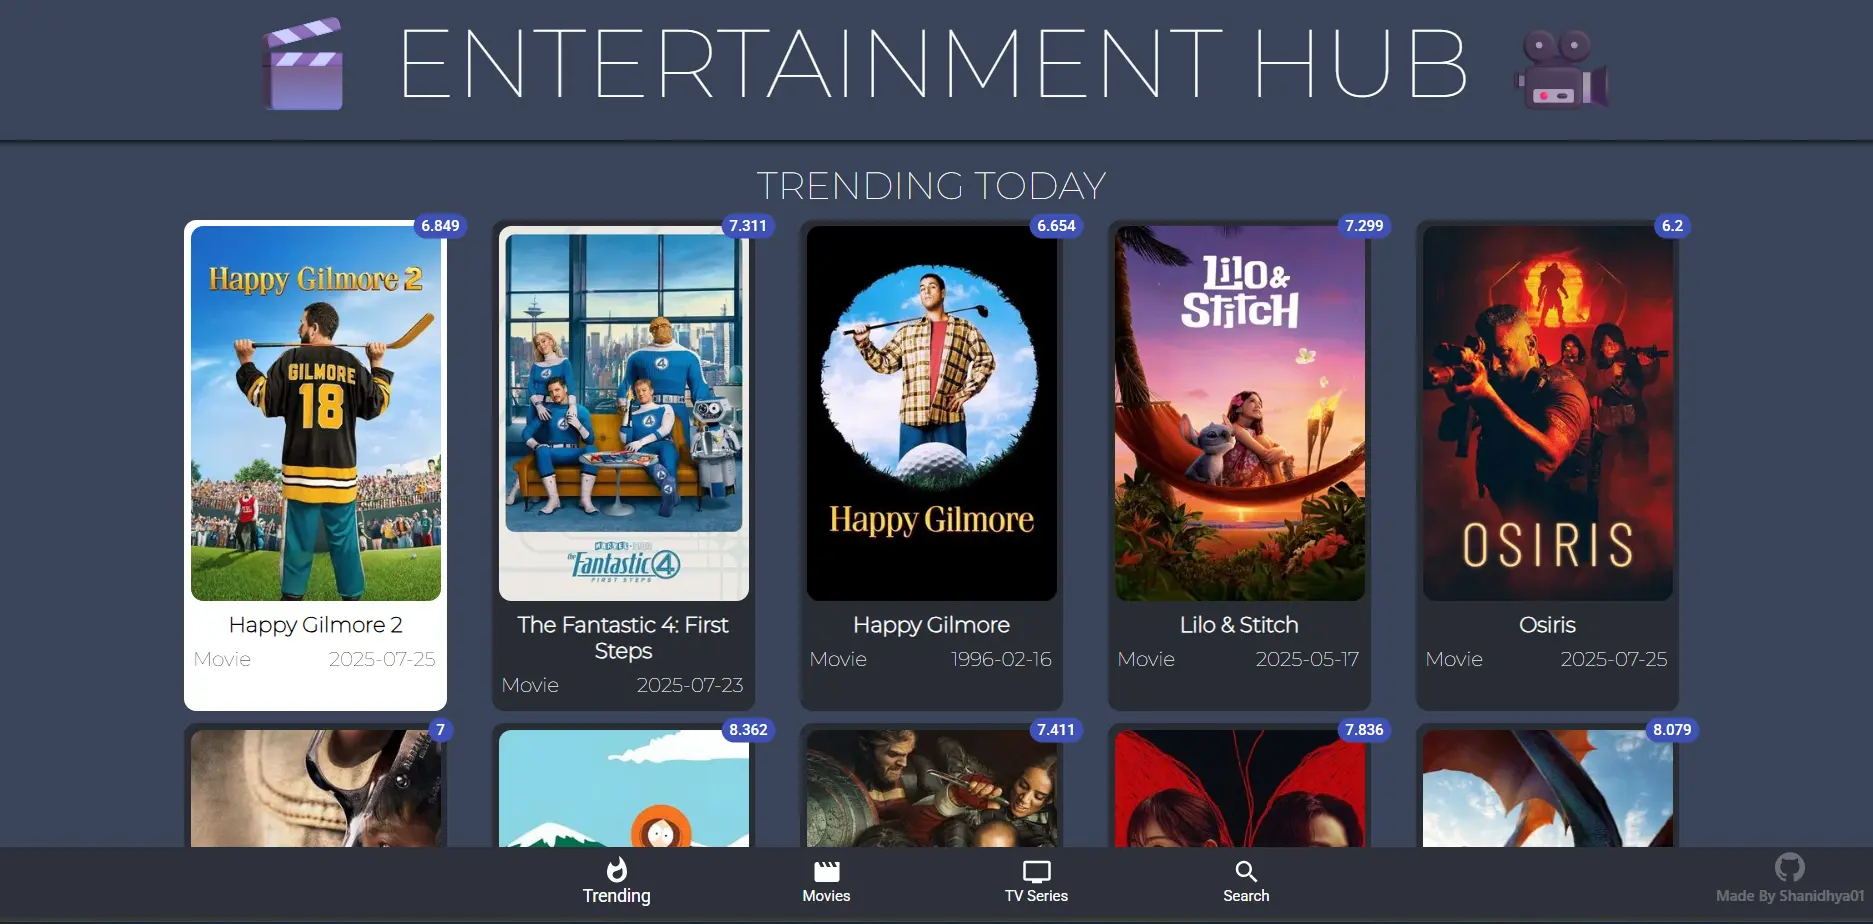 ENTERTAINMENT HUB
TRENDING TODAY
6.849
7.311
6.654
7.299
6.2
Happy Gilmore 2
GILMORE
18
4
MARVEL
the Fantastic 4
FIRST STEPS
Happy Gilmore
Lilo &
Stitch
OSIRIS
Happy Gilmore 2
Movie 2025-07-25
The Fantastic 4: First
Steps
Movie 2025-07-23
Happy Gilmore
Movie 1996-02-16
Lilo & Stitch
Movie 2025-05-17
Osiris
Movie 2025-07-25
7
8.362
7.411
7.836
8.079
Trending
Movies
TV Series
Search
Made By Shanidhya01